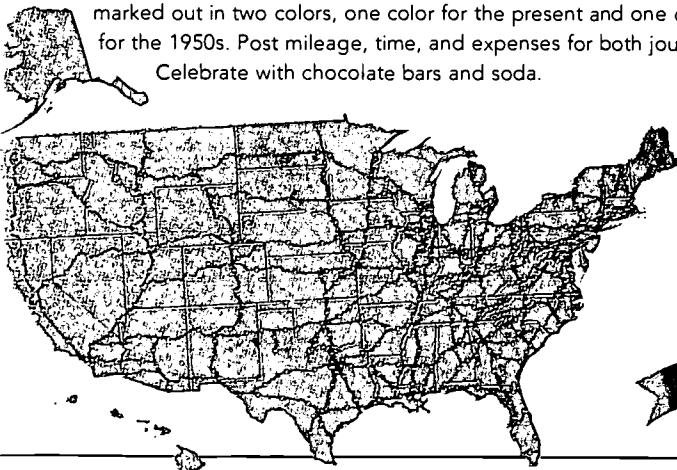 marked out in two colors, one color for the present and one
for the 1950s. Post mileage, time, and expenses for both
Celebrate with chocolate bars and soda.